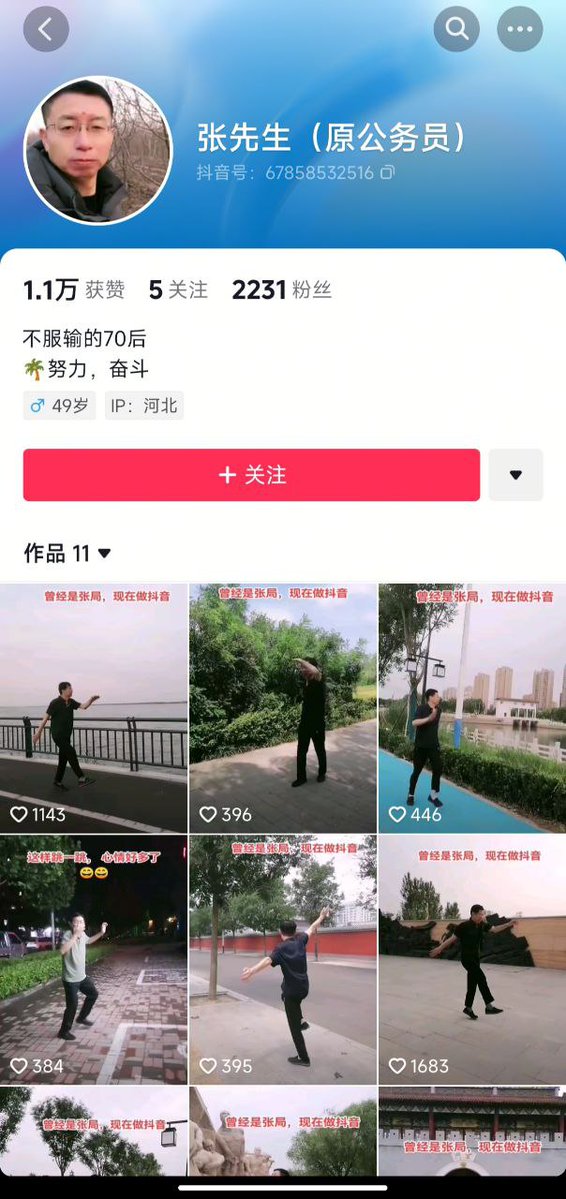 张先生（原公务员）
抖音号：67858532516
1.1万 获赞 5 关注 2231 粉丝
不服输的70后
🌴努力，奋斗
♂ 49岁 IP：河北
+ 关注
作品 11
曾经是张局，现在做抖音
曾经是张局，现在做抖音
曾经是张局，现在做抖音
1143
396
446
这样跳一跳，心情好多了
😄😄
曾经是张局，现在做抖音
曾经是张局，现在做抖音
384
395
1683
曾经是张局，现在做抖音
曾经是张局，现在做抖音
曾经是张局，现在做抖音